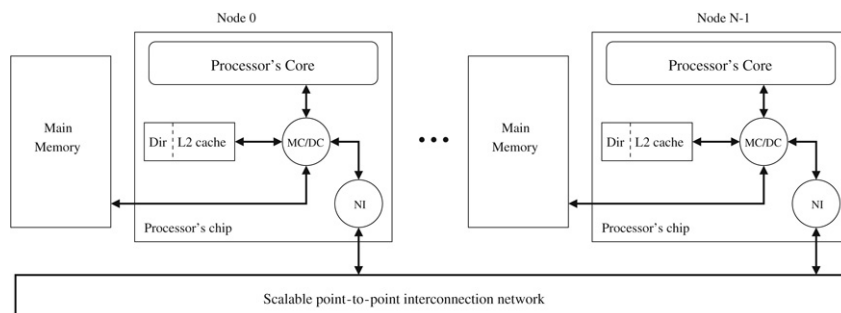 Node 0
Node N-1
Processor's Core
Processor's Core
Main
Memory
Dir
L2 cache
MC/DC
NI
Processor's chip
Main
Memory
Dir
L2 cache
MC/DC
NI
Processor's chip
Scalable point-to-point interconnection network